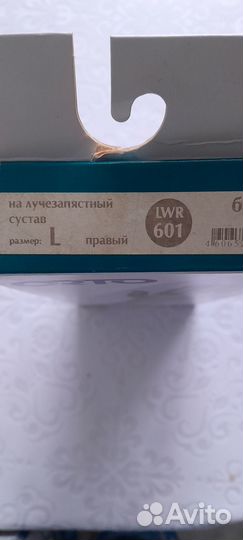 на лучезапястный
сустав
размер: L правый
LWR
601
Avito